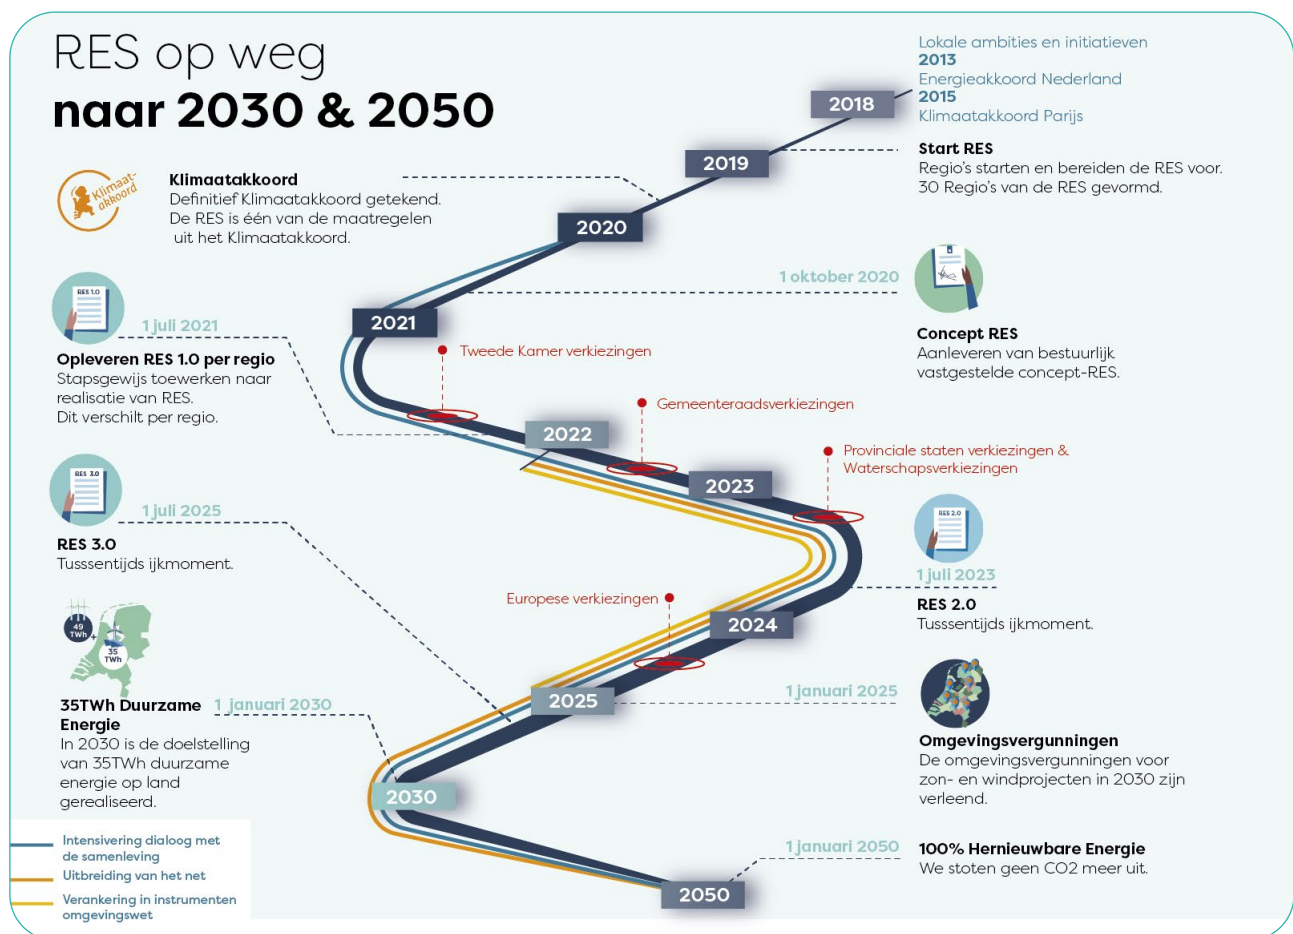 RES op weg
naar 2030 & 2050
Lokale ambities en initiatieven
2013
Energieakkoord Nederland
2015
Klimaatakkoord Parijs
2018
2019
Start RES
Regio's starten en bereiden de RES voor.
30 Regio's van de RES gevormd.
Klimaat-
akkoord
Klimaatakkoord
Definitief Klimaatakkoord getekend.
De RES is één van de maatregelen
uit het Klimaatakkoord.
2020
1 oktober 2020
Concept RES
Aanleveren van bestuurlijk
vastgestelde concept-RES.
RES 1.0
1 juli 2021
Opleveren RES 1.0 per regio
Stapsgewijs toewerken naar
realisatie van RES.
Dit verschilt per regio.
2021
Tweede Kamer verkiezingen
Gemeenteraadsverkiezingen
2022
Provinciale staten verkiezingen &
Waterschapsverkiezingen
2023
RES 3.0
1 juli 2025
RES 3.0
Tusssentijds ijkmoment.
RES 2.0
1 juli 2023
RES 2.0
Tusssentijds ijkmoment.
Europese verkiezingen
2024
49
TWh
35
TWh
35TWh Duurzame
Energie
1 januari 2030
In 2030 is de doelstelling
van 35TWh duurzame
energie op land
gerealiseerd.
2025
1 januari 2025
Omgevingsvergunningen
De omgevingsvergunningen voor
zon- en windprojecten in 2030 zijn
verleend.
2030
1 januari 2050
100% Hernieuwbare Energie
We stoten geen CO2 meer uit.
2050
Intensivering dialoog met
de samenleving
Uitbreiding van het net
Verankering in instrumenten
omgevingswet